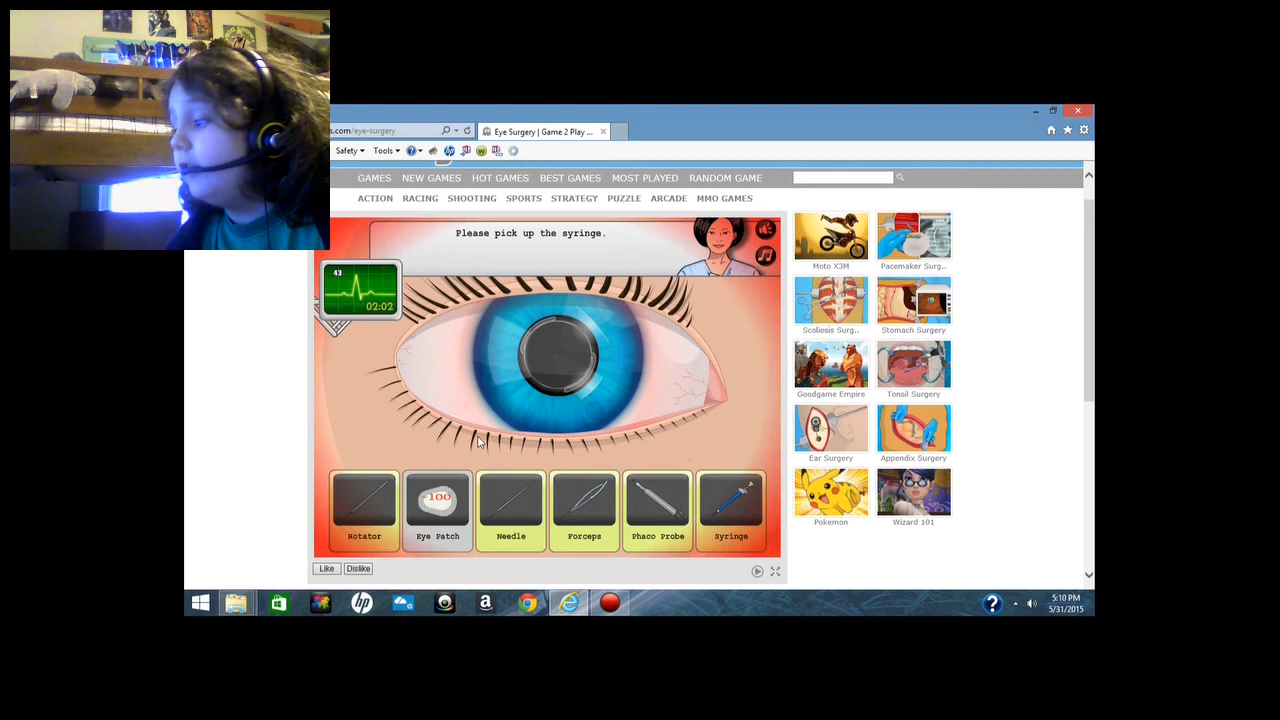 s.com/eye-surgery
Eye Surgery | Game 2 Play ...
Safety
Tools
GAMES NEW GAMES HOT GAMES BEST GAMES MOST PLAYED RANDOM GAME
ACTION RACING SHOOTING SPORTS STRATEGY PUZZLE ARCADE MMO GAMES
Please pick up the syringe.
43
02:02
-100
Rotator
Eye Patch
Needle
Forceps
Phaco Probe
Syringe
Like
Dislike
Moto X3M
Pacemaker Surg..
Scoliosis Surg..
Stomach Surgery
Goodgame Empire
Tonsil Surgery
Ear Surgery
Appendix Surgery
Pokemon
Wizard 101
5:10 PM
5/31/2015